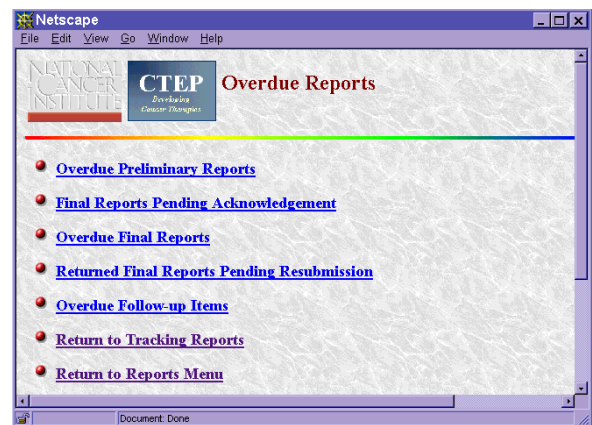 Netscape
File Edit View Go Window Help
NATIONAL
CANCER
INSTITUTE
CTEP
Developing
Cancer Therapies
Overdue Reports
Overdue Preliminary Reports
Final Reports Pending Acknowledgement
Overdue Final Reports
Returned Final Reports Pending Resubmission
Overdue Follow-up Items
Return to Tracking Reports
Return to Reports Menu
Document: Done